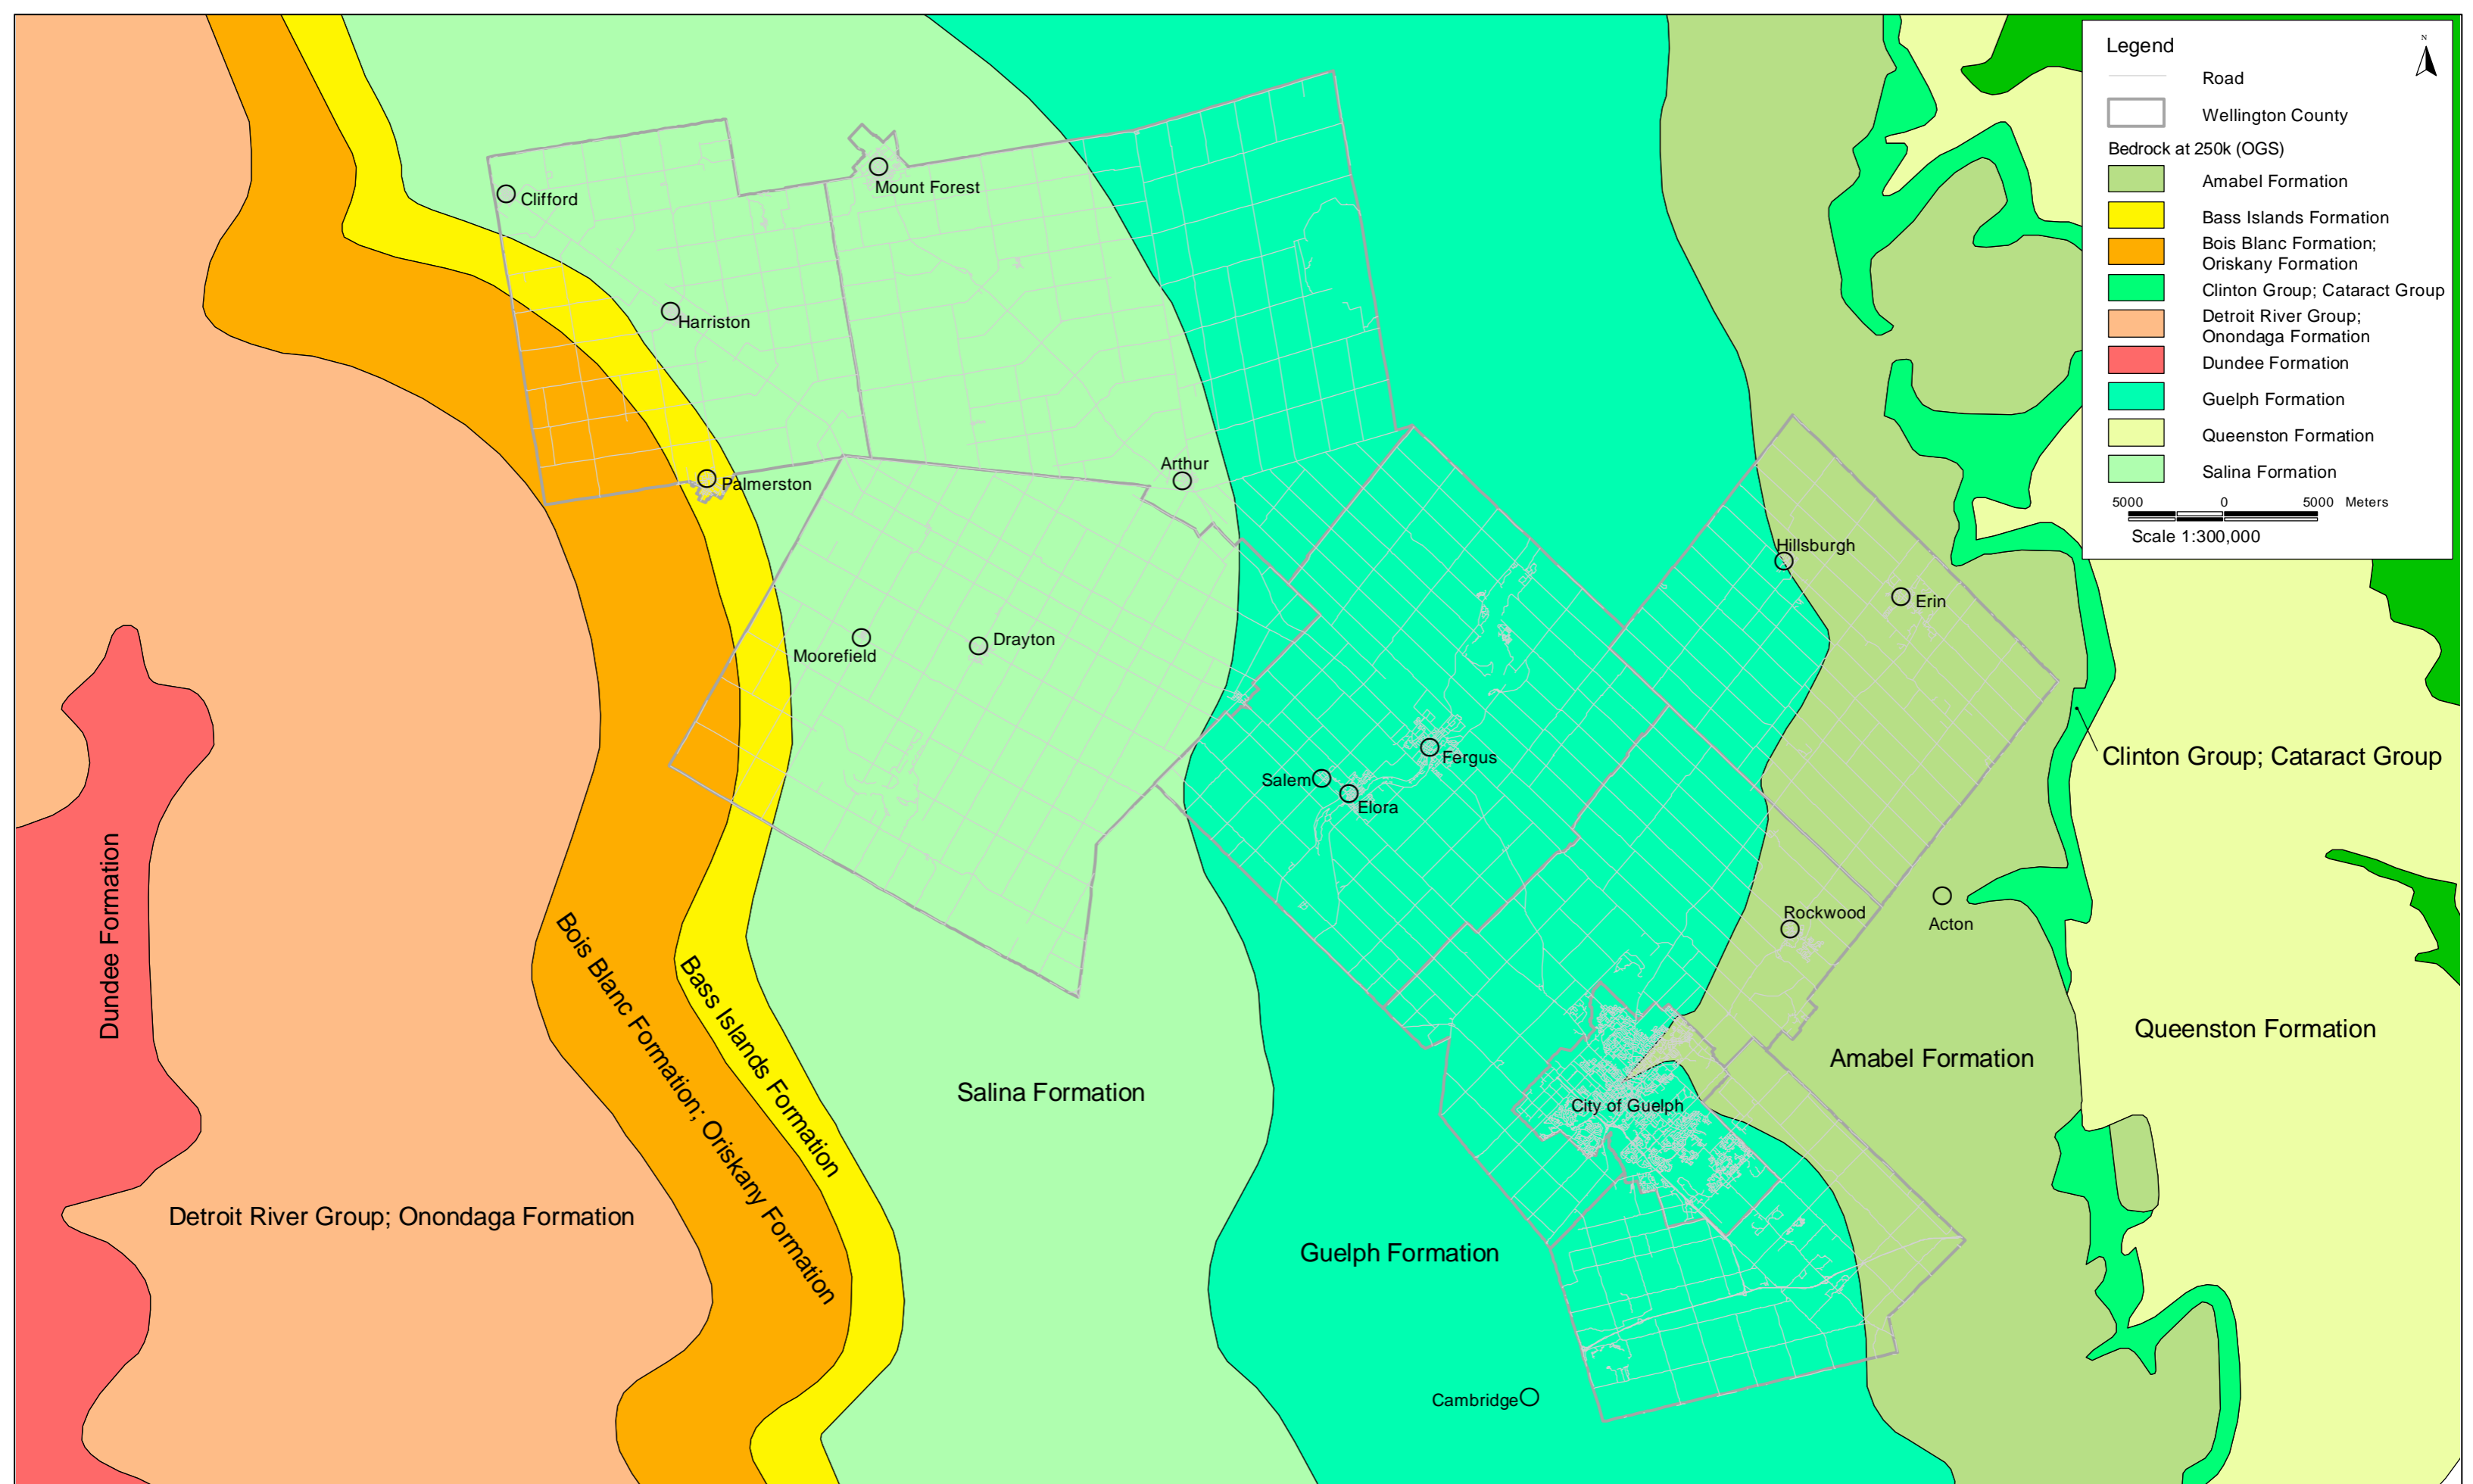 Legend
N
Road
Wellington County
Bedrock at 250k (OGS)
Amabel Formation
Bass Islands Formation
Bois Blanc Formation;
Oriskany Formation
Clinton Group; Cataract Group
Detroit River Group;
Onondaga Formation
Dundee Formation
Guelph Formation
Queenston Formation
Salina Formation
5000 0 5000 Meters
Scale 1:300,000
Mount Forest
Clifford
Harriston
Arthur
Palmerston
Hillsburgh
Erin
Drayton
Moorefield
Fergus
Salem
Elora
Clinton Group; Cataract Group
Rockwood
Acton
Dundee Formation
Bois Blanc Formation; Oriskany Formation
Bass Islands Formation
Queenston Formation
Amabel Formation
Salina Formation
City of Guelph
Detroit River Group; Onondaga Formation
Guelph Formation
Cambridge